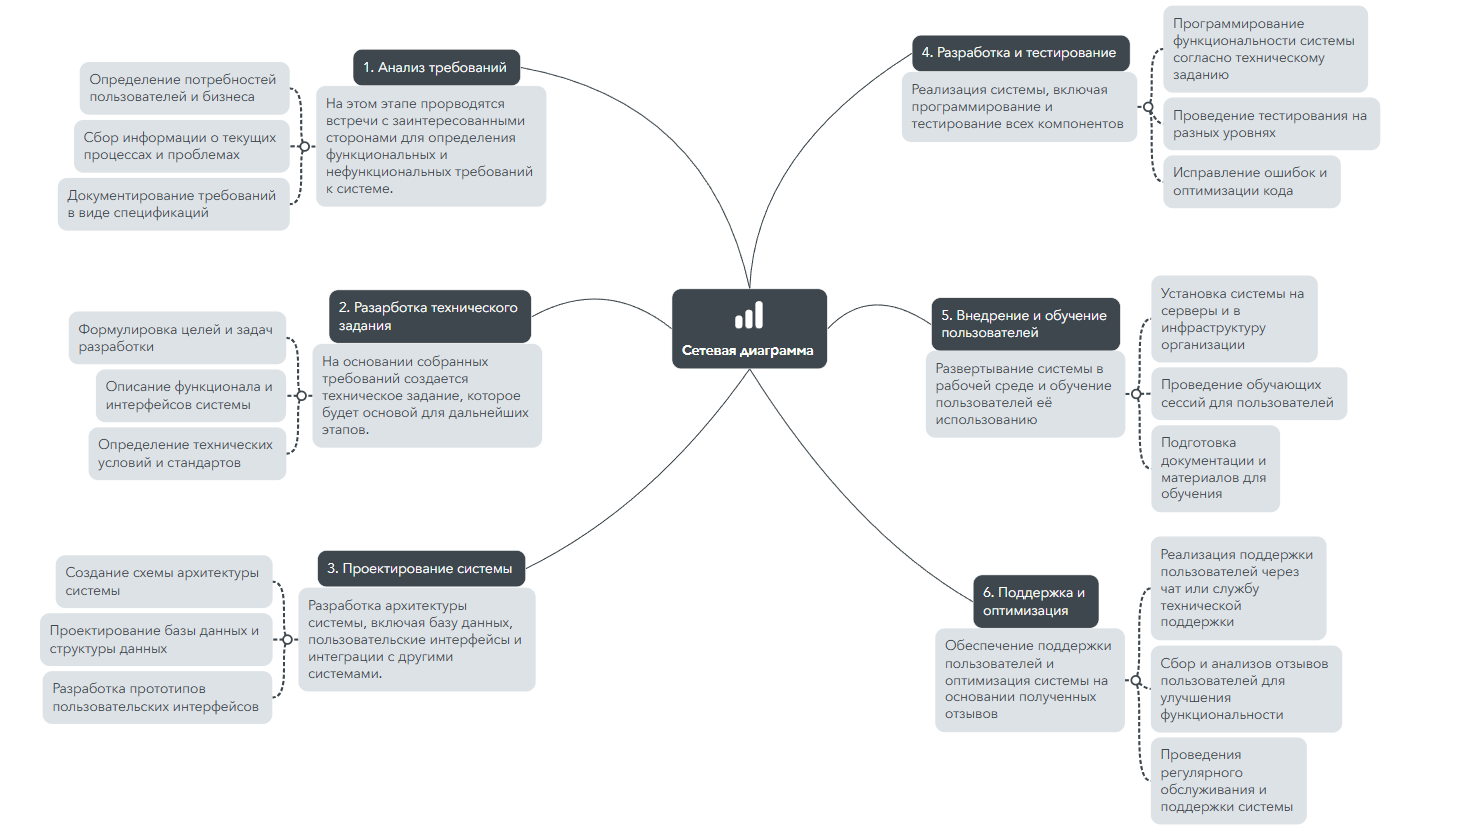 1. Анализ требований
На этом этапе прорводятся
встречи с заинтересованными
сторонами для определения
функциональных и
нефункциональных требований
к системе.
Определение потребностей
пользователей и бизнеса
Сбор информации о текущих
процессах и проблемах
Документирование требований
в виде спецификаций
2. Разарботка технического
задания
На основании собранных
требований создается
техническое задание, которое
будет основой для дальнейших
этапов.
Формулировка целей и задач
разработки
Описание функционала и
интерфейсов системы
Определение технических
условий и стандартов
3. Проектирование системы
Разработка архитектуры
системы, включая базу данных,
пользовательские интерфейсы и
интеграции с другими
системами.
Создание схемы архитектуры
системы
Проектирование базы данных и
структуры данных
Разработка прототипов
пользовательских интерфейсов
Сетевая диаграмма
4. Разработка и тестирование
Реализация системы, включая
программирование и
тестирование всех компонентов
Программирование
функциональности системы
согласно техническому
заданию
Проведение тестирования на
разных уровнях
Исправление ошибок и
оптимизации кода
5. Внедрение и обучение
пользователей
Развертывание системы в
рабочей среде и обучение
пользователей её
использованию
Установка системы на
серверы и в
инфраструктуру
организации
Проведение обучающих
сессий для пользователей
Подготовка
документации и
материалов для
обучения
6. Поддержка и
оптимизация
Обеспечение поддержки
пользователей и
оптимизация системы на
основании полученных
отзывов
Реализация поддержки
пользователей через
чат или службу
технической
поддержки
Сбор и анализов отзывов
пользователей для
улучшения
функциональности
Проведения
регулярного
обслуживания и
поддержки системы